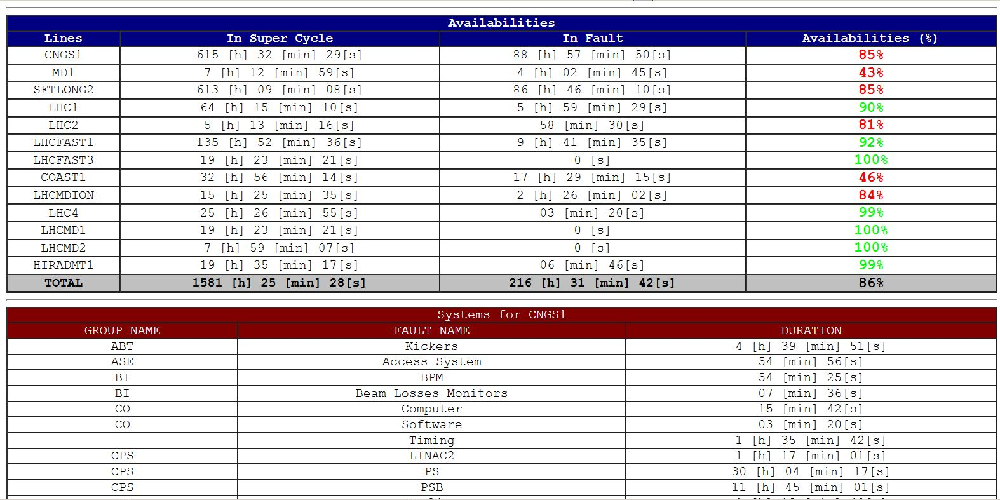 Availabilities
Lines In Super Cycle In Fault Availabilities (%)
CNGS1 615 [h] 32 [min] 29[s] 88 [h] 57 [min] 50[s] 85%
MD1 7 [h] 12 [min] 59[s] 4 [h] 02 [min] 45[s] 43%
SFTLONG2 613 [h] 09 [min] 08[s] 86 [h] 46 [min] 10[s] 85%
LHC1 64 [h] 15 [min] 10[s] 5 [h] 59 [min] 29[s] 90%
LHC2 5 [h] 13 [min] 16[s] 58 [min] 30[s] 81%
LHCFAST1 135 [h] 52 [min] 36[s] 9 [h] 41 [min] 35[s] 92%
LHCFAST3 19 [h] 23 [min] 21[s] 0 [s] 100%
COAST1 32 [h] 56 [min] 14[s] 17 [h] 29 [min] 15[s] 46%
LHCMDION 15 [h] 25 [min] 35[s] 2 [h] 26 [min] 02[s] 84%
LHC4 25 [h] 26 [min] 55[s] 03 [min] 20[s] 99%
LHCMD1 19 [h] 23 [min] 21[s] 0 [s] 100%
LHCMD2 7 [h] 59 [min] 07[s] 0 [s] 100%
HIRADMT1 19 [h] 35 [min] 17[s] 06 [min] 46[s] 99%
TOTAL 1581 [h] 25 [min] 28[s] 216 [h] 31 [min] 42[s] 86%
Systems for CNGS1
GROUP NAME FAULT NAME DURATION
ABT Kickers 4 [h] 39 [min] 51[s]
ASE Access System 54 [min] 56[s]
BI BPM 54 [min] 25[s]
BI Beam Losses Monitors 07 [min] 36[s]
CO Computer 15 [min] 42[s]
CO Software 03 [min] 20[s]
Timing 1 [h] 35 [min] 42[s]
CPS LINAC2 1 [h] 17 [min] 01[s]
CPS PS 30 [h] 04 [min] 17[s]
CPS PSB 11 [h] 45 [min] 01[s]